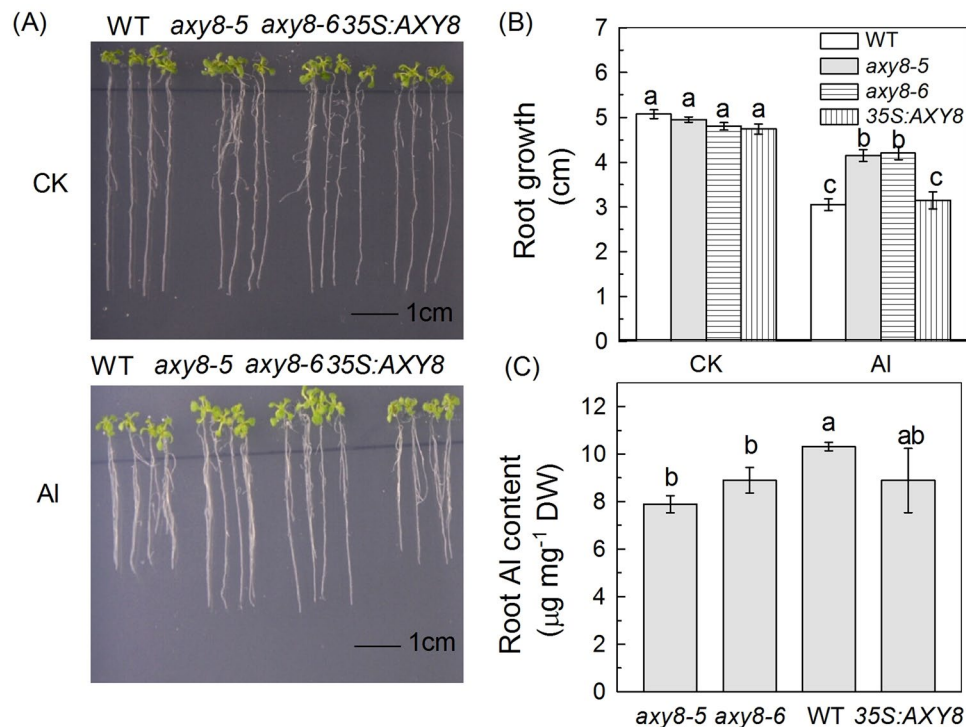 (A)
WT axy8-5 axy8-6 35S:AXY8
CK
1cm
WT axy8-5 axy8-6 35S:AXY8
Al
1cm
(B)
Root growth
(cm)
7
6
5
4
3
2
1
0
WT
axy8-5
axy8-6
35S:AXY8
a a a a
c b b c
CK Al
(C)
Root Al content
(μg mg⁻¹ DW)
12
10
8
6
4
2
0
b b a ab
axy8-5 axy8-6 WT 35S:AXY8